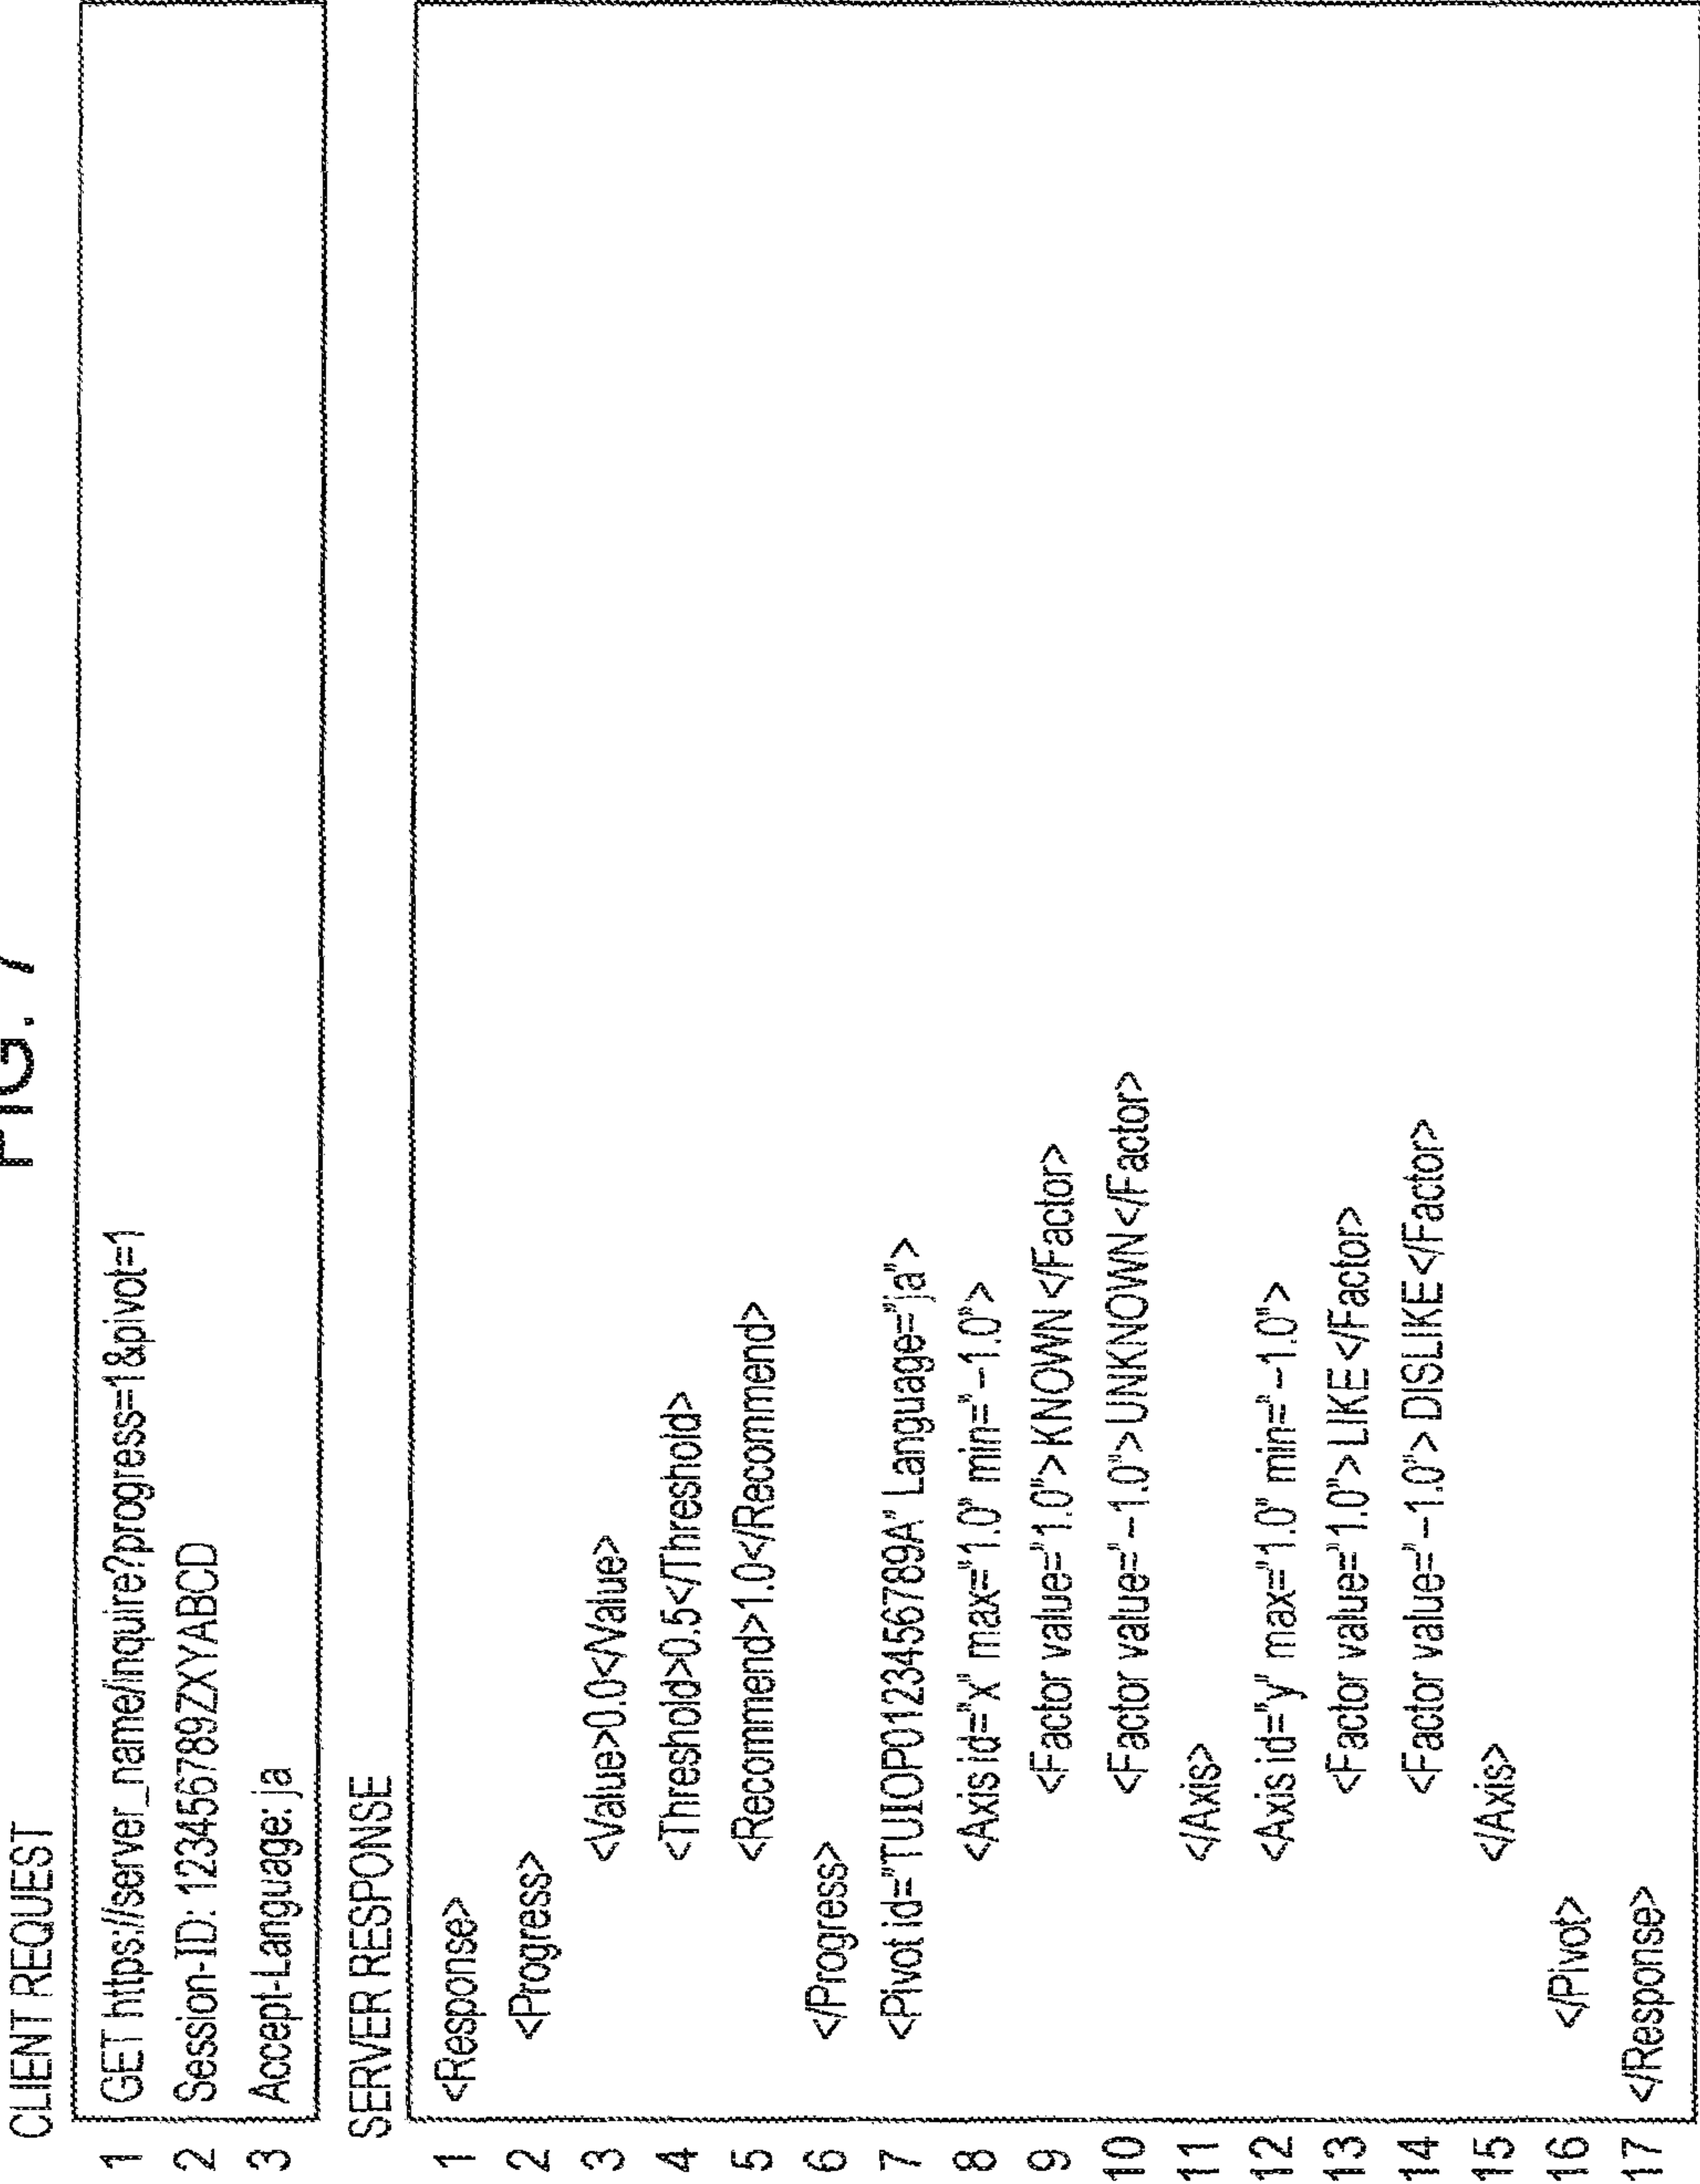 FIG. 7
CLIENT REQUEST
1 GET https://server_name/inquire?progress=1&pivot=1
2 Session-ID: 123456789ZXYABCD
3 Accept-Language: ja
SERVER RESPONSE
1 <Response>
2 <Progress>
3 <Value>0.0</Value>
4 <Threshold>0.5</Threshold>
5 <Recommend>1.0</Recommend>
6 </Progress>
7 <Pivot id="TUIOP0123456789A" Language="ja">
8 <Axis id="x" max="1.0" min="−1.0">
9 <Factor value="1.0">KNOWN</Factor>
10 <Factor value="−1.0">UNKNOWN</Factor>
11 </Axis>
12 <Axis id="y" max="1.0" min="−1.0">
13 <Factor value="1.0">LIKE</Factor>
14 <Factor value="−1.0">DISLIKE</Factor>
15 </Axis>
16 </Pivot>
17 </Response>